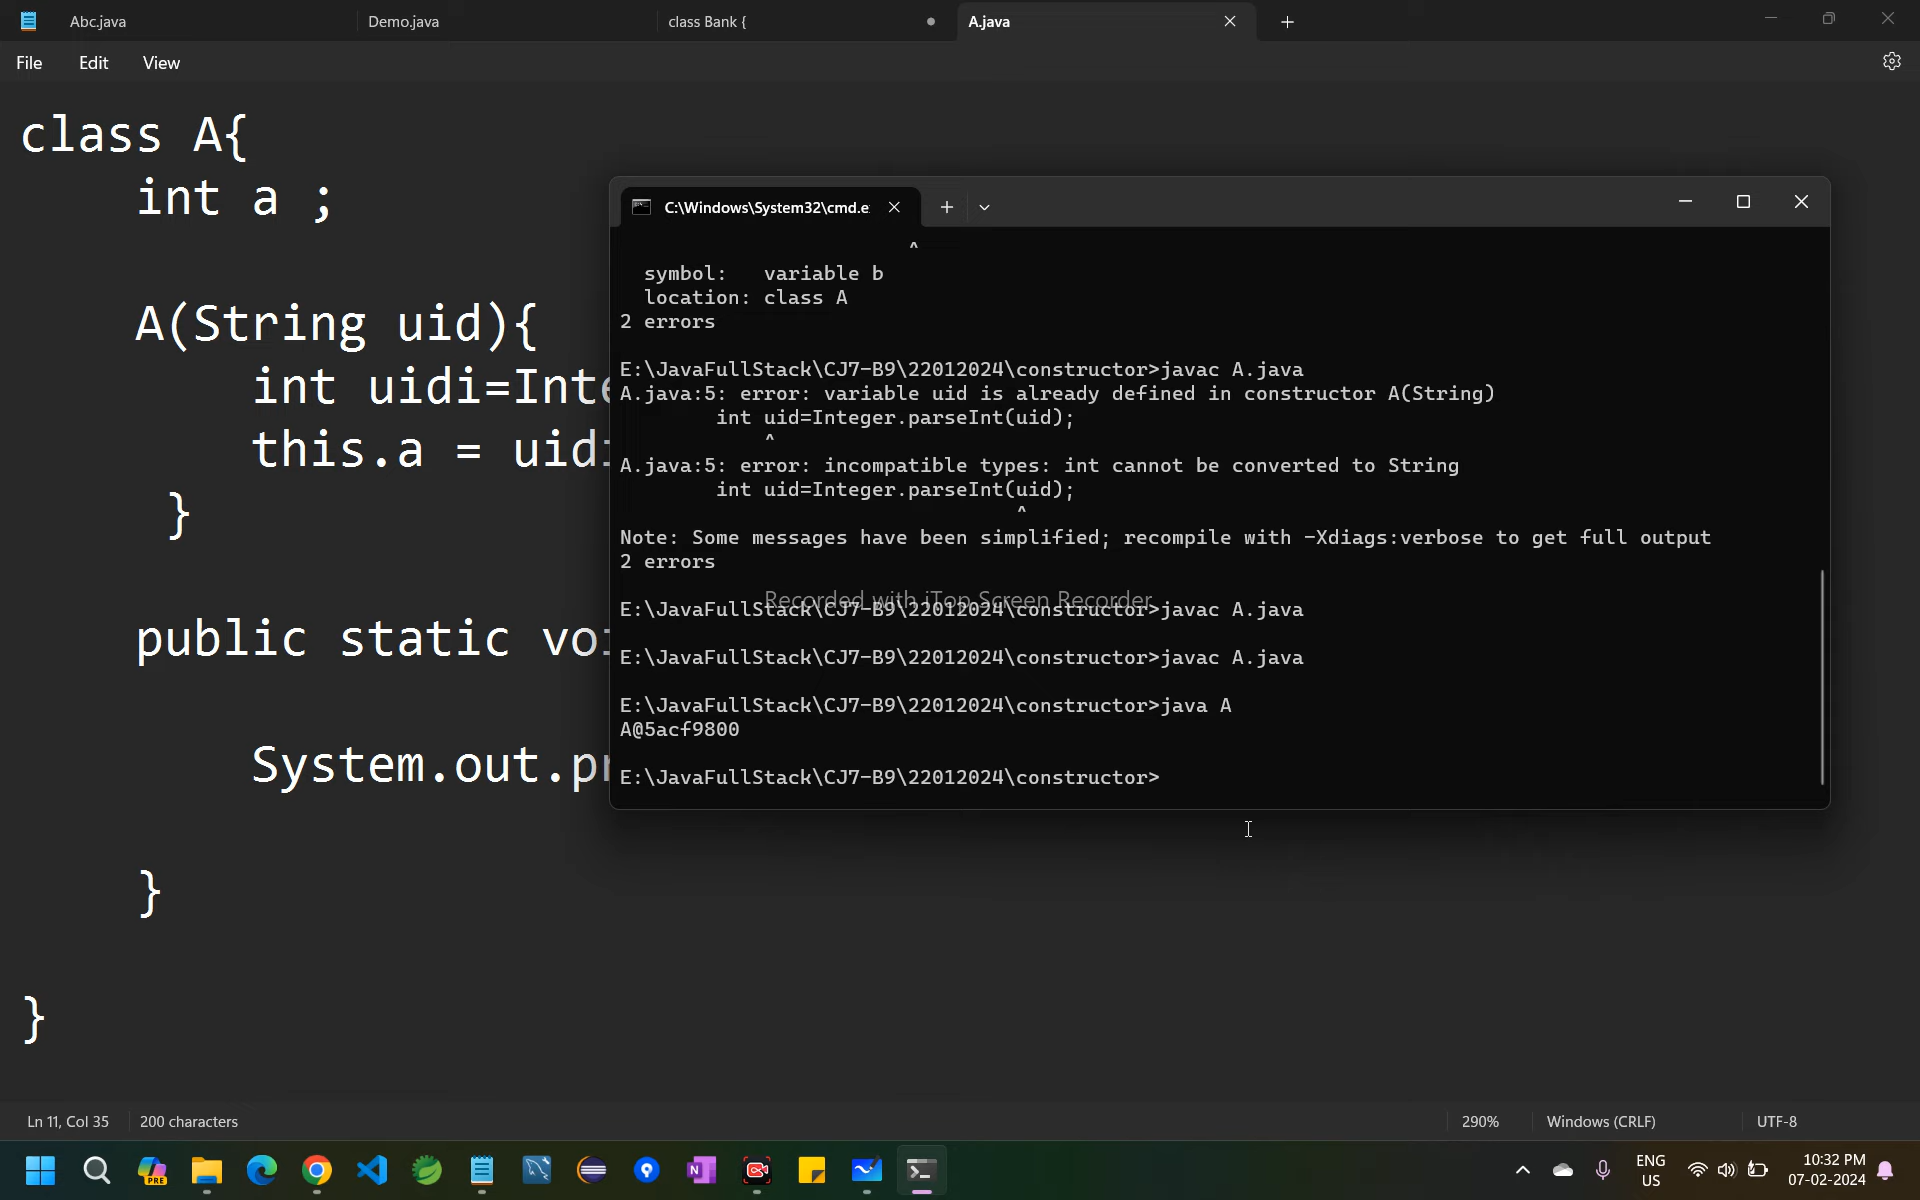 Abc.java
Demo.java
class Bank {
A.java
File
Edit
View
class A{
int a ;
A(String uid){
int uidi=Inte
this.a = uidi
}
public static voi
System.out.pr
}
}
C:\Windows\System32\cmd.e
^
symbol:   variable b
location: class A
2 errors
E:\JavaFullStack\CJ7-B9\22012024\constructor>javac A.java
A.java:5: error: variable uid is already defined in constructor A(String)
int uid=Integer.parseInt(uid);
^
A.java:5: error: incompatible types: int cannot be converted to String
int uid=Integer.parseInt(uid);
^
Note: Some messages have been simplified; recompile with -Xdiags:verbose to get full output
2 errors
Recorded with iTop Screen Recorder
E:\JavaFullStack\CJ7-B9\22012024\constructor>javac A.java
E:\JavaFullStack\CJ7-B9\22012024\constructor>javac A.java
E:\JavaFullStack\CJ7-B9\22012024\constructor>java A
A@5acf9800
E:\JavaFullStack\CJ7-B9\22012024\constructor>
Ln 11, Col 35
200 characters
290%
Windows (CRLF)
UTF-8
PRE
N
ENG
US
10:32 PM
07-02-2024